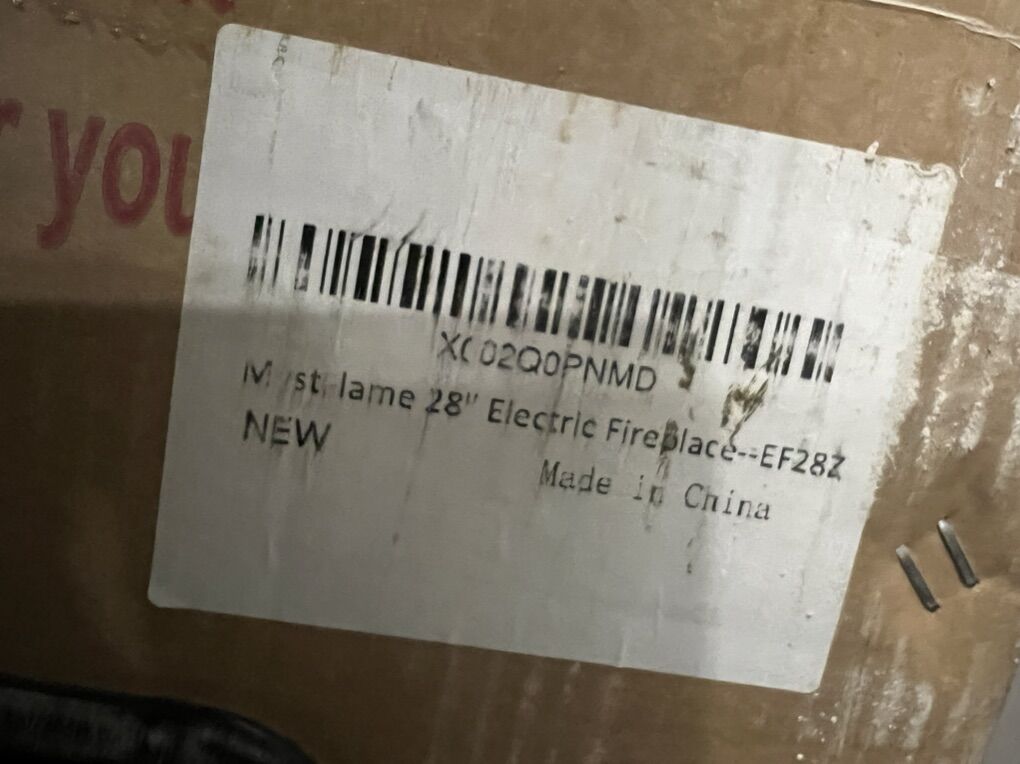 you
28" Electric Fireplace--EF28Z
NEW
Made in China